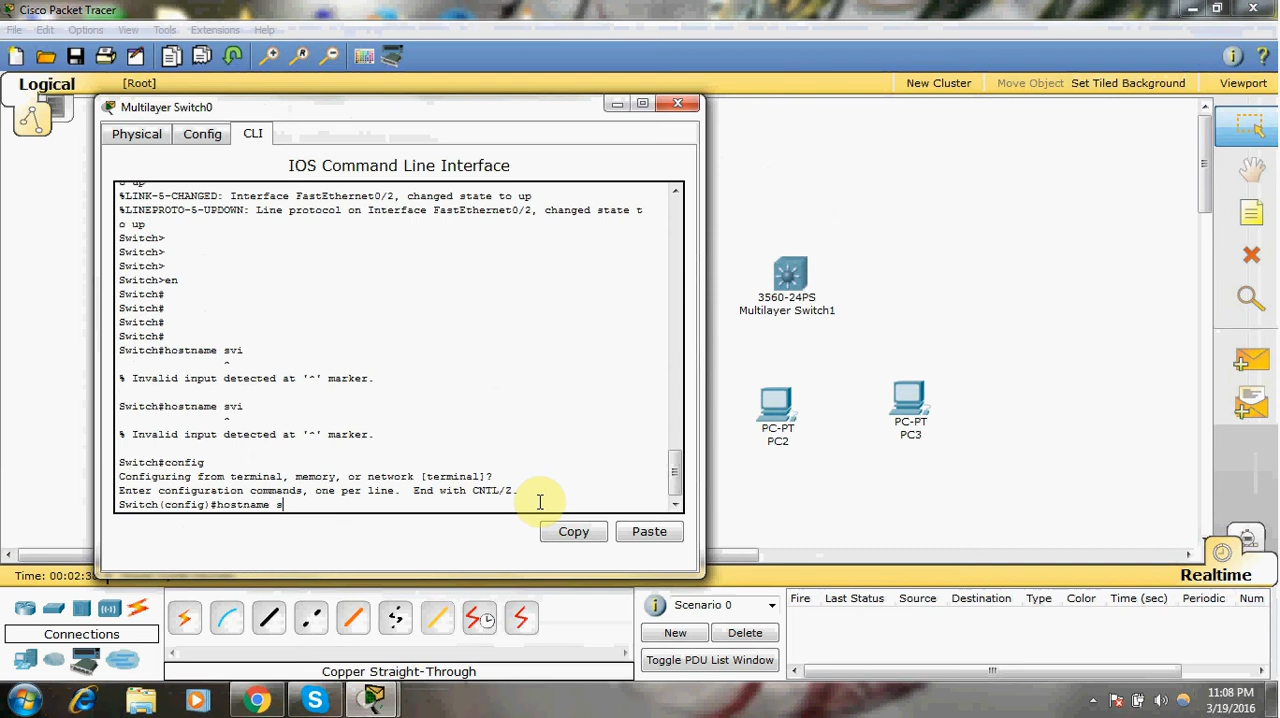 Cisco Packet Tracer
File Edit Options View Tools Extensions Help
Logical [Root] New Cluster Move Object Set Tiled Background Viewport
Multilayer Switch0
Physical Config CLI
IOS Command Line Interface
o up
%LINK-5-CHANGED: Interface FastEthernet0/2, changed state to up
%LINEPROTO-5-UPDOWN: Line protocol on Interface FastEthernet0/2, changed state t
o up
Switch>
Switch>
Switch>
Switch>en
Switch#
Switch#
Switch#
Switch#
Switch#hostname svi
^
% Invalid input detected at '^' marker.
Switch#hostname svi
^
% Invalid input detected at '^' marker.
Switch#config
Configuring from terminal, memory, or network [terminal]?
Enter configuration commands, one per line.  End with CNTL/Z.
Switch(config)#hostname s
Copy Paste
3560-24PS
Multilayer Switch1
PC-PT
PC2
PC-PT
PC3
Time: 00:02:3
Realtime
Connections
Copper Straight-Through
Scenario 0
New Delete
Toggle PDU List Window
Fire Last Status Source Destination Type Color Time (sec) Periodic Num
11:08 PM
3/19/2016